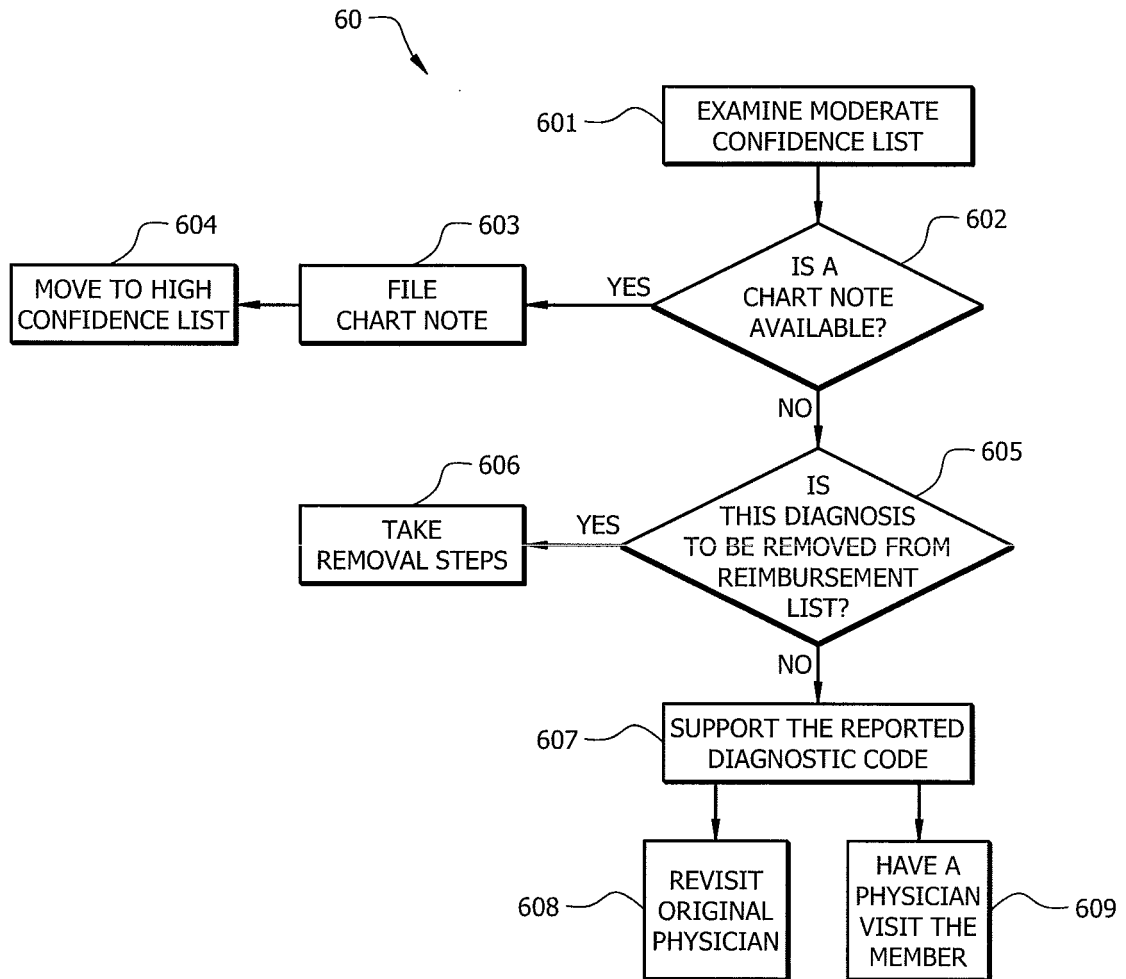 60
601
EXAMINE MODERATE
CONFIDENCE LIST
602
IS A
CHART NOTE
AVAILABLE?
YES
603
FILE
CHART NOTE
604
MOVE TO HIGH
CONFIDENCE LIST
NO
605
IS
THIS DIAGNOSIS
TO BE REMOVED FROM
REIMBURSEMENT
LIST?
YES
606
TAKE
REMOVAL STEPS
NO
607
SUPPORT THE REPORTED
DIAGNOSTIC CODE
608
REVISIT
ORIGINAL
PHYSICIAN
HAVE A
PHYSICIAN
VISIT THE
MEMBER
609